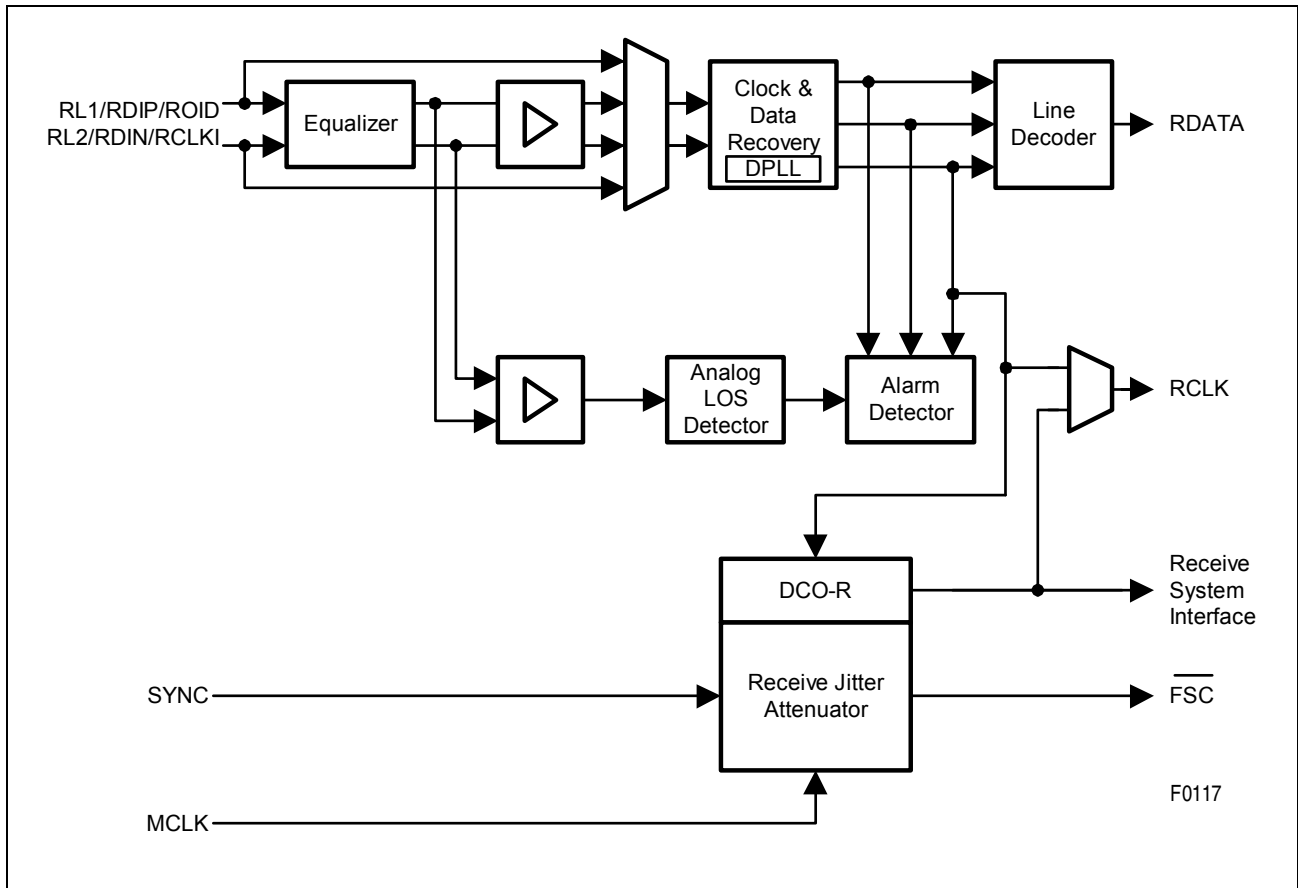 RL1/RDIP/ROID
RL2/RDIN/RCLKI
Equalizer
Clock &
Data
Recovery
DPLL
Line
Decoder
RDATA
Analog
LOS
Detector
Alarm
Detector
RCLK
DCO-R
Receive
System
Interface
SYNC
Receive Jitter
Attenuator
FSC
MCLK
F0117